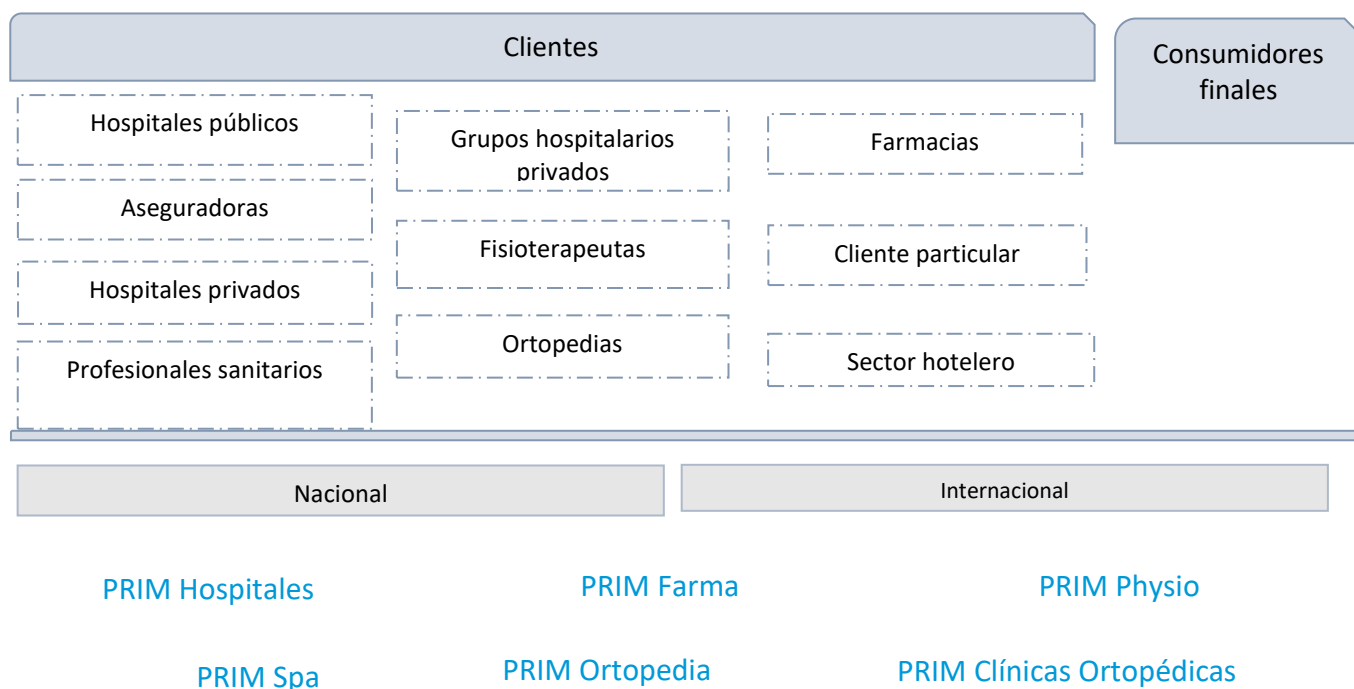 Clientes
Consumidores
finales
Hospitales públicos
Grupos hospitalarios
privados
Farmacias
Aseguradoras
Fisioterapeutas
Cliente particular
Hospitales privados
Ortopedias
Sector hotelero
Profesionales sanitarios
Nacional
Internacional
PRIM Hospitales
PRIM Farma
PRIM Physio
PRIM Spa
PRIM Ortopedia
PRIM Clínicas Ortopédicas